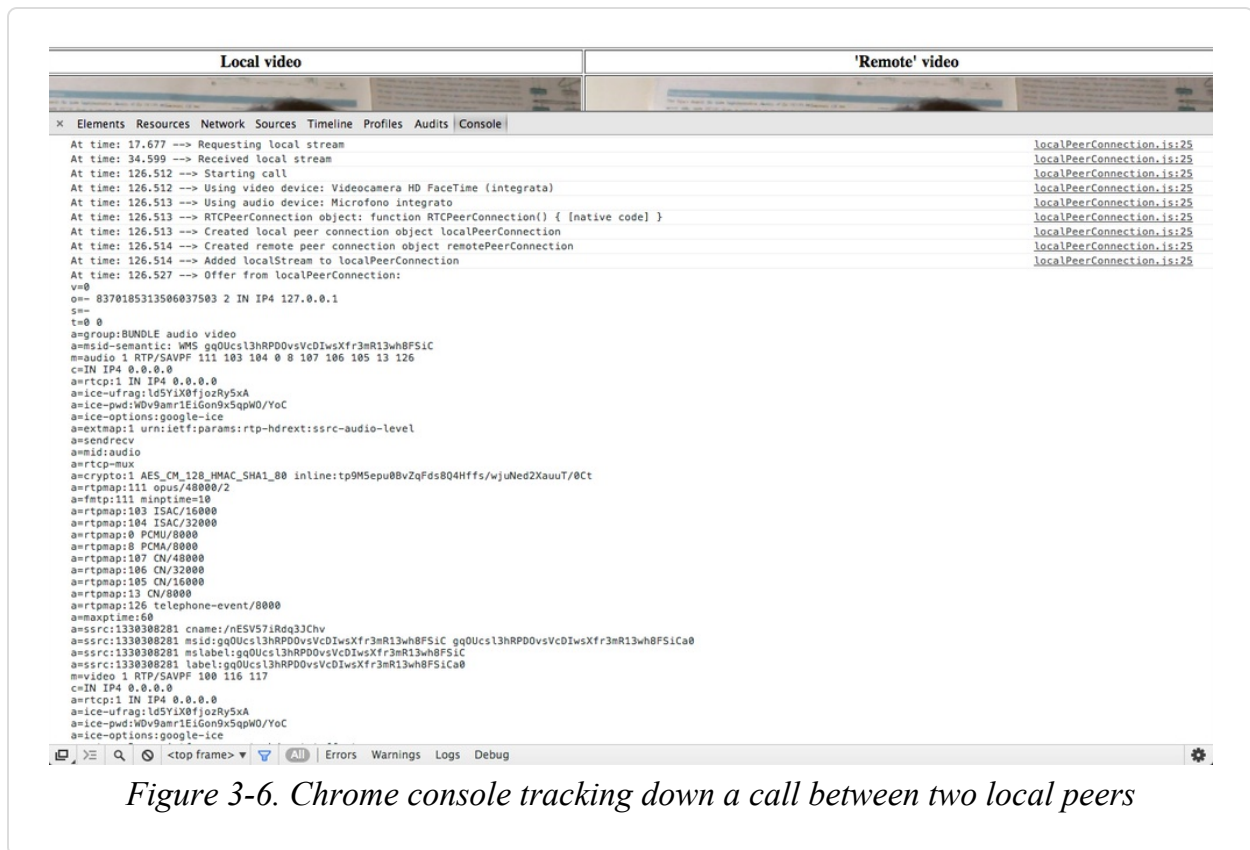 Local video 'Remote' video
× Elements Resources Network Sources Timeline Profiles Audits Console
At time: 17.677 --> Requesting local stream localPeerConnection.js:25
At time: 34.599 --> Received local stream localPeerConnection.js:25
At time: 126.512 --> Starting call localPeerConnection.js:25
At time: 126.512 --> Using video device: Videocamera HD FaceTime (integrata) localPeerConnection.js:25
At time: 126.513 --> Using audio device: Microfono integrato localPeerConnection.js:25
At time: 126.513 --> RTCPeerConnection object: function RTCPeerConnection() { [native code] } localPeerConnection.js:25
At time: 126.513 --> Created local peer connection object localPeerConnection localPeerConnection.js:25
At time: 126.514 --> Created remote peer connection object remotePeerConnection localPeerConnection.js:25
At time: 126.514 --> Added localStream to localPeerConnection localPeerConnection.js:25
At time: 126.527 --> Offer from localPeerConnection:
v=0
o=- 8370185313506037503 2 IN IP4 127.0.0.1
s=-
t=0 0
a=group:BUNDLE audio video
a=msid-semantic: WMS gqOUcsl3hRPDOvsVcDIwsXfr3mR13wh8FSiC
m=audio 1 RTP/SAVPF 111 103 104 0 8 107 106 105 13 126
c=IN IP4 0.0.0.0
a=rtcp:1 IN IP4 0.0.0.0
a=ice-ufrag:ld5YiX0fjozRy5xA
a=ice-pwd:WDv9amr1EiGon9x5qpWO/YoC
a=ice-options:google-ice
a=extmap:1 urn:ietf:params:rtp-hdrext:ssrc-audio-level
a=sendrecv
a=mid:audio
a=rtcp-mux
a=crypto:1 AES_CM_128_HMAC_SHA1_80 inline:tp9M5epu0BvZqFds8Q4Hffs/wjuNed2XauuT/0Ct
a=rtpmap:111 opus/48000/2
a=fmtp:111 minptime=10
a=rtpmap:103 ISAC/16000
a=rtpmap:104 ISAC/32000
a=rtpmap:0 PCMU/8000
a=rtpmap:8 PCMA/8000
a=rtpmap:107 CN/48000
a=rtpmap:106 CN/32000
a=rtpmap:105 CN/16000
a=rtpmap:13 CN/8000
a=rtpmap:126 telephone-event/8000
a=maxptime:60
a=ssrc:1330308281 cname:/nESV57iRdq3JChv
a=ssrc:1330308281 msid:gqOUcsl3hRPDOvsVcDIwsXfr3mR13wh8FSiC gqOUcsl3hRPDOvsVcDIwsXfr3mR13wh8FSiCa0
a=ssrc:1330308281 mslabel:gqOUcsl3hRPDOvsVcDIwsXfr3mR13wh8FSiC
a=ssrc:1330308281 label:gqOUcsl3hRPDOvsVcDIwsXfr3mR13wh8FSiCa0
m=video 1 RTP/SAVPF 100 116 117
c=IN IP4 0.0.0.0
a=rtcp:1 IN IP4 0.0.0.0
a=ice-ufrag:ld5YiX0fjozRy5xA
a=ice-pwd:WDv9amr1EiGon9x5qpWO/YoC
a=ice-options:google-ice
<top frame> ▼ All Errors Warnings Logs Debug
Figure 3-6. Chrome console tracking down a call between two local peers